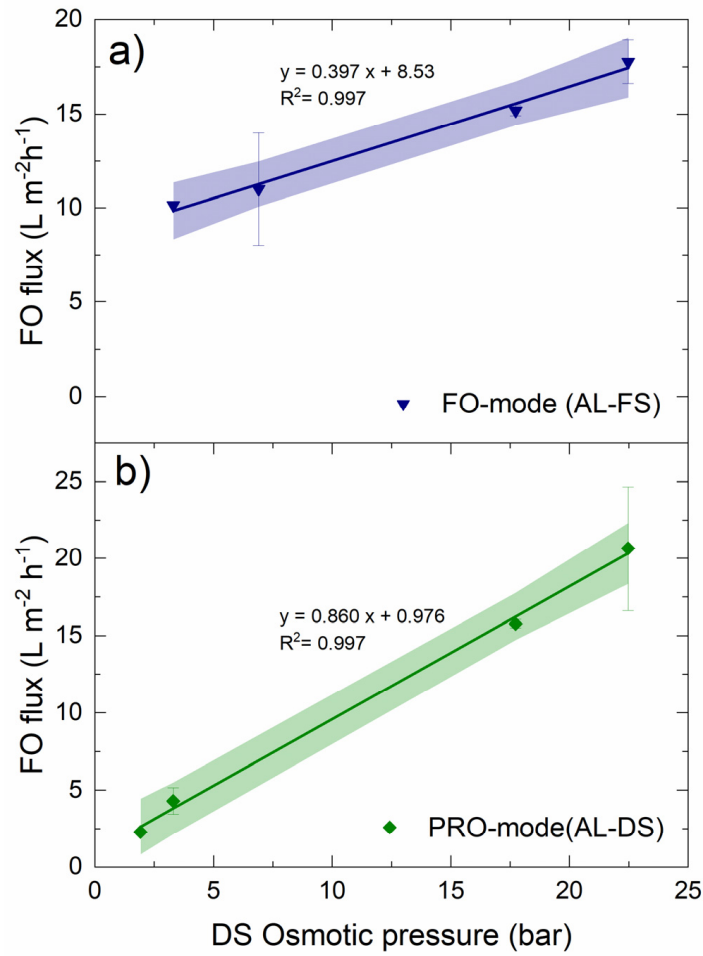 a)
y = 0.397 x + 8.53
R²= 0.997
20
15
10
5
0
FO flux (L m⁻²h⁻¹)
FO-mode (AL-FS)
b)
y = 0.860 x + 0.976
R²= 0.997
25
20
15
10
5
0
FO flux (L m⁻² h⁻¹)
PRO-mode(AL-DS)
0 5 10 15 20 25
DS Osmotic pressure (bar)